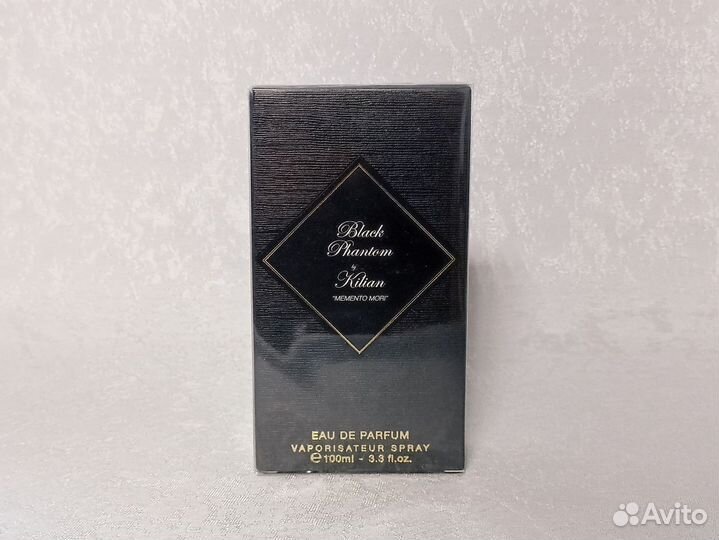 Black
Phantom
by
Kilian
"MEMENTO MORI"
EAU DE PARFUM
VAPORISATEUR SPRAY
℮100ml - 3.3 fl.oz.
Avito